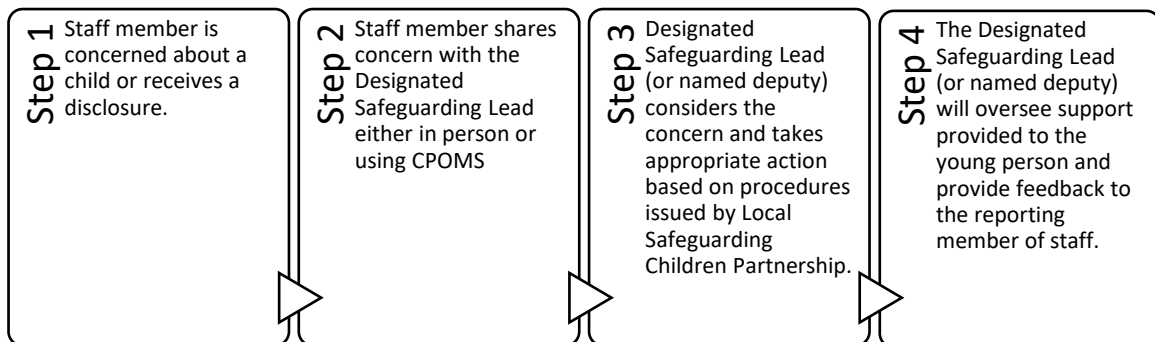 Step 1
Staff member is
concerned about a
child or receives a
disclosure.
Step 2
Staff member shares
concern with the
Designated
Safeguarding Lead
either in person or
using CPOMS
Step 3
Designated
Safeguarding Lead
(or named deputy)
considers the
concern and takes
appropriate action
based on procedures
issued by Local
Safeguarding
Children Partnership.
Step 4
The Designated
Safeguarding Lead
(or named deputy)
will oversee support
provided to the
young person and
provide feedback to
the reporting
member of staff.